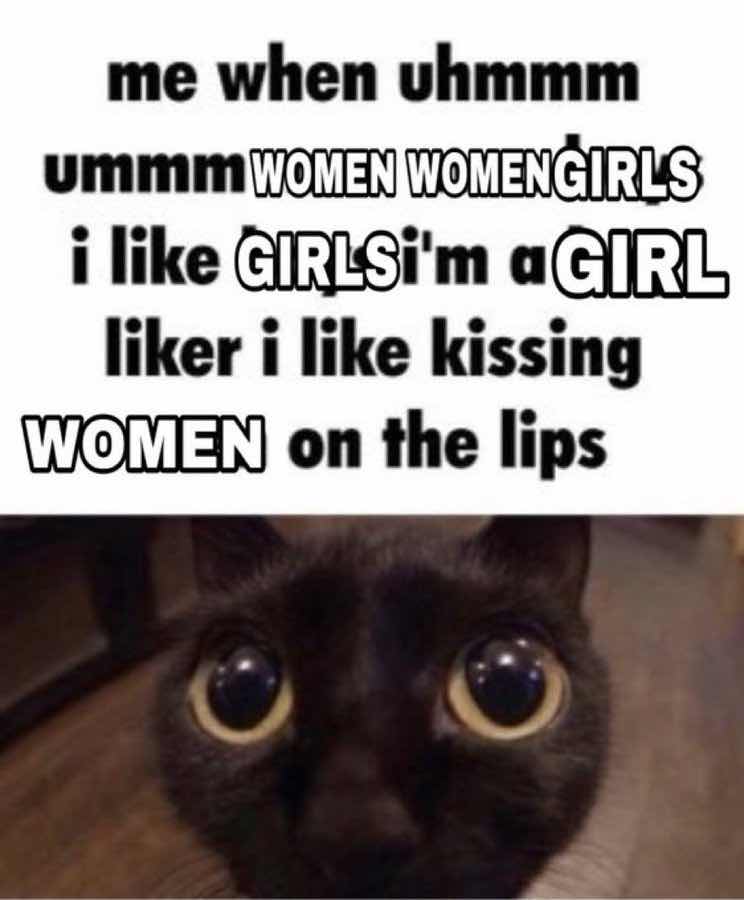 me when uhmmm
ummm WOMEN WOMEN GIRLS
i like GIRLS i'm a GIRL
liker i like kissing
WOMEN on the lips